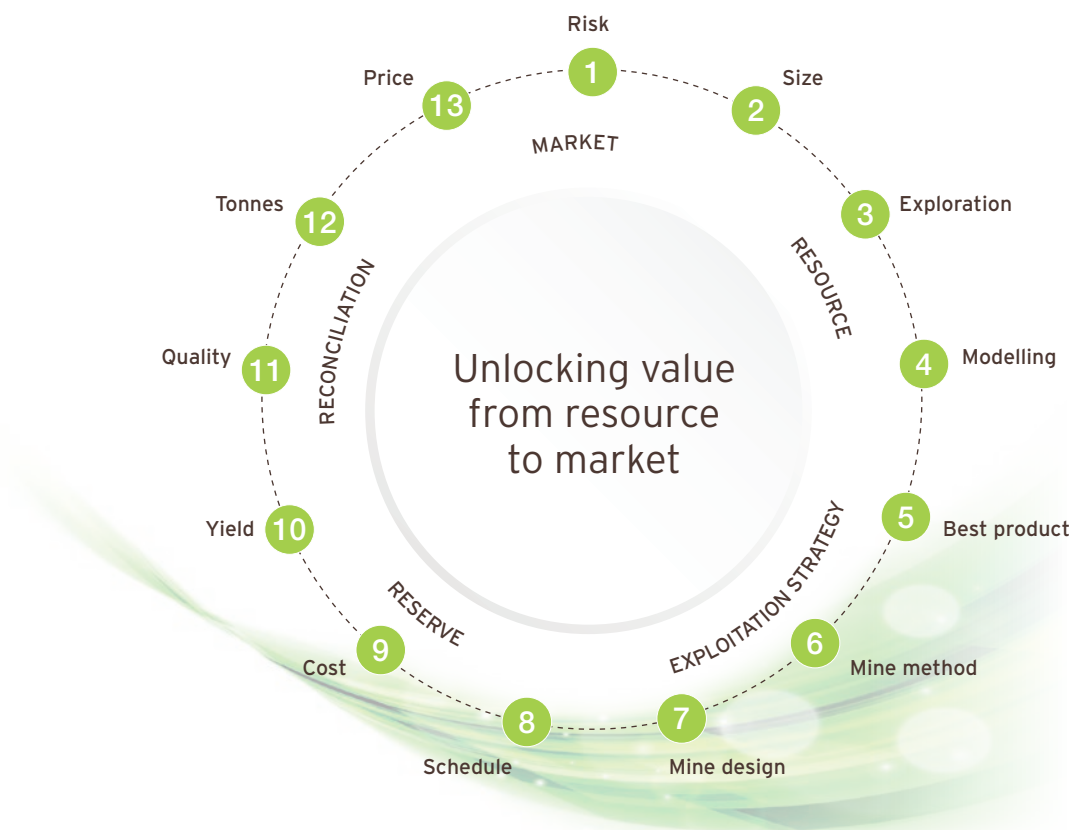 Risk
1
Size
2
Exploration
3
Modelling
4
Best product
5
Mine method
6
Mine design
7
Schedule
8
Cost
9
Yield
10
Quality
11
Tonnes
12
Price
13
MARKET
RESOURCE
EXPLOITATION STRATEGY
RESERVE
RECONCILIATION
Unlocking value
from resource
to market